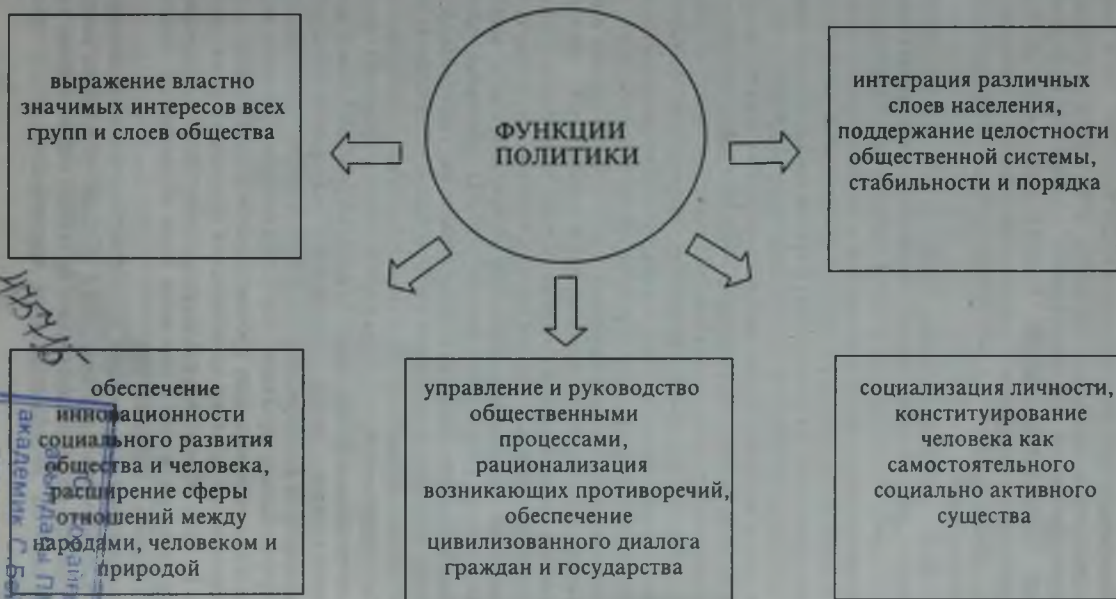 выражение властно
значимых интересов всех
групп и слоев общества
ФУНКЦИИ
ПОЛИТИКИ
интеграция различных
слоев населения,
поддержание целостности
общественной системы,
стабильности и порядка
обеспечение
инновационности
социального развития
общества и человека,
расширение сферы
отношений между
народами, человеком и
природой
управление и руководство
общественными
процессами,
рационализация
возникающих противоречий,
обеспечение
цивилизованного диалога
граждан и государства
социализация личности,
конституирование
человека как
самостоятельного
социально активного
существа
академик С.